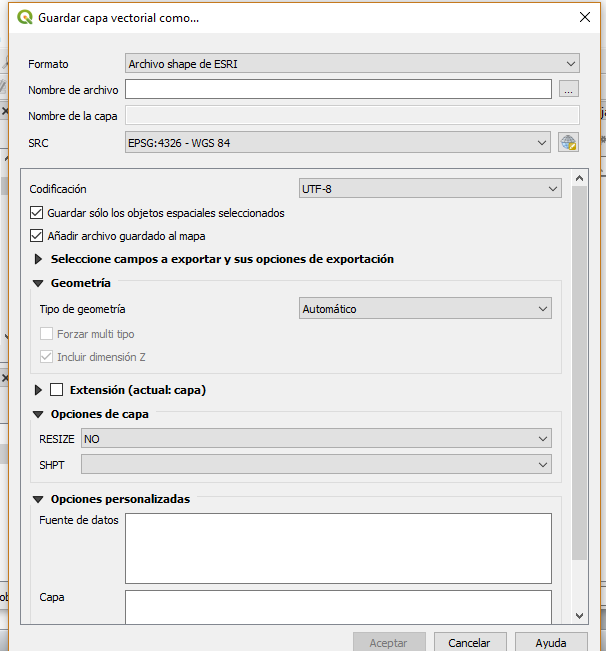 Guardar capa vectorial como...
Formato Archivo shape de ESRI
Nombre de archivo ...
Nombre de la capa
SRC EPSG:4326 - WGS 84
Codificación UTF-8
Guardar sólo los objetos espaciales seleccionados
Añadir archivo guardado al mapa
Seleccione campos a exportar y sus opciones de exportación
Geometría
Tipo de geometría Automático
Forzar multi tipo
Incluir dimensión Z
Extensión (actual: capa)
Opciones de capa
RESIZE NO
SHPT
Opciones personalizadas
Fuente de datos
Capa
Aceptar Cancelar Ayuda